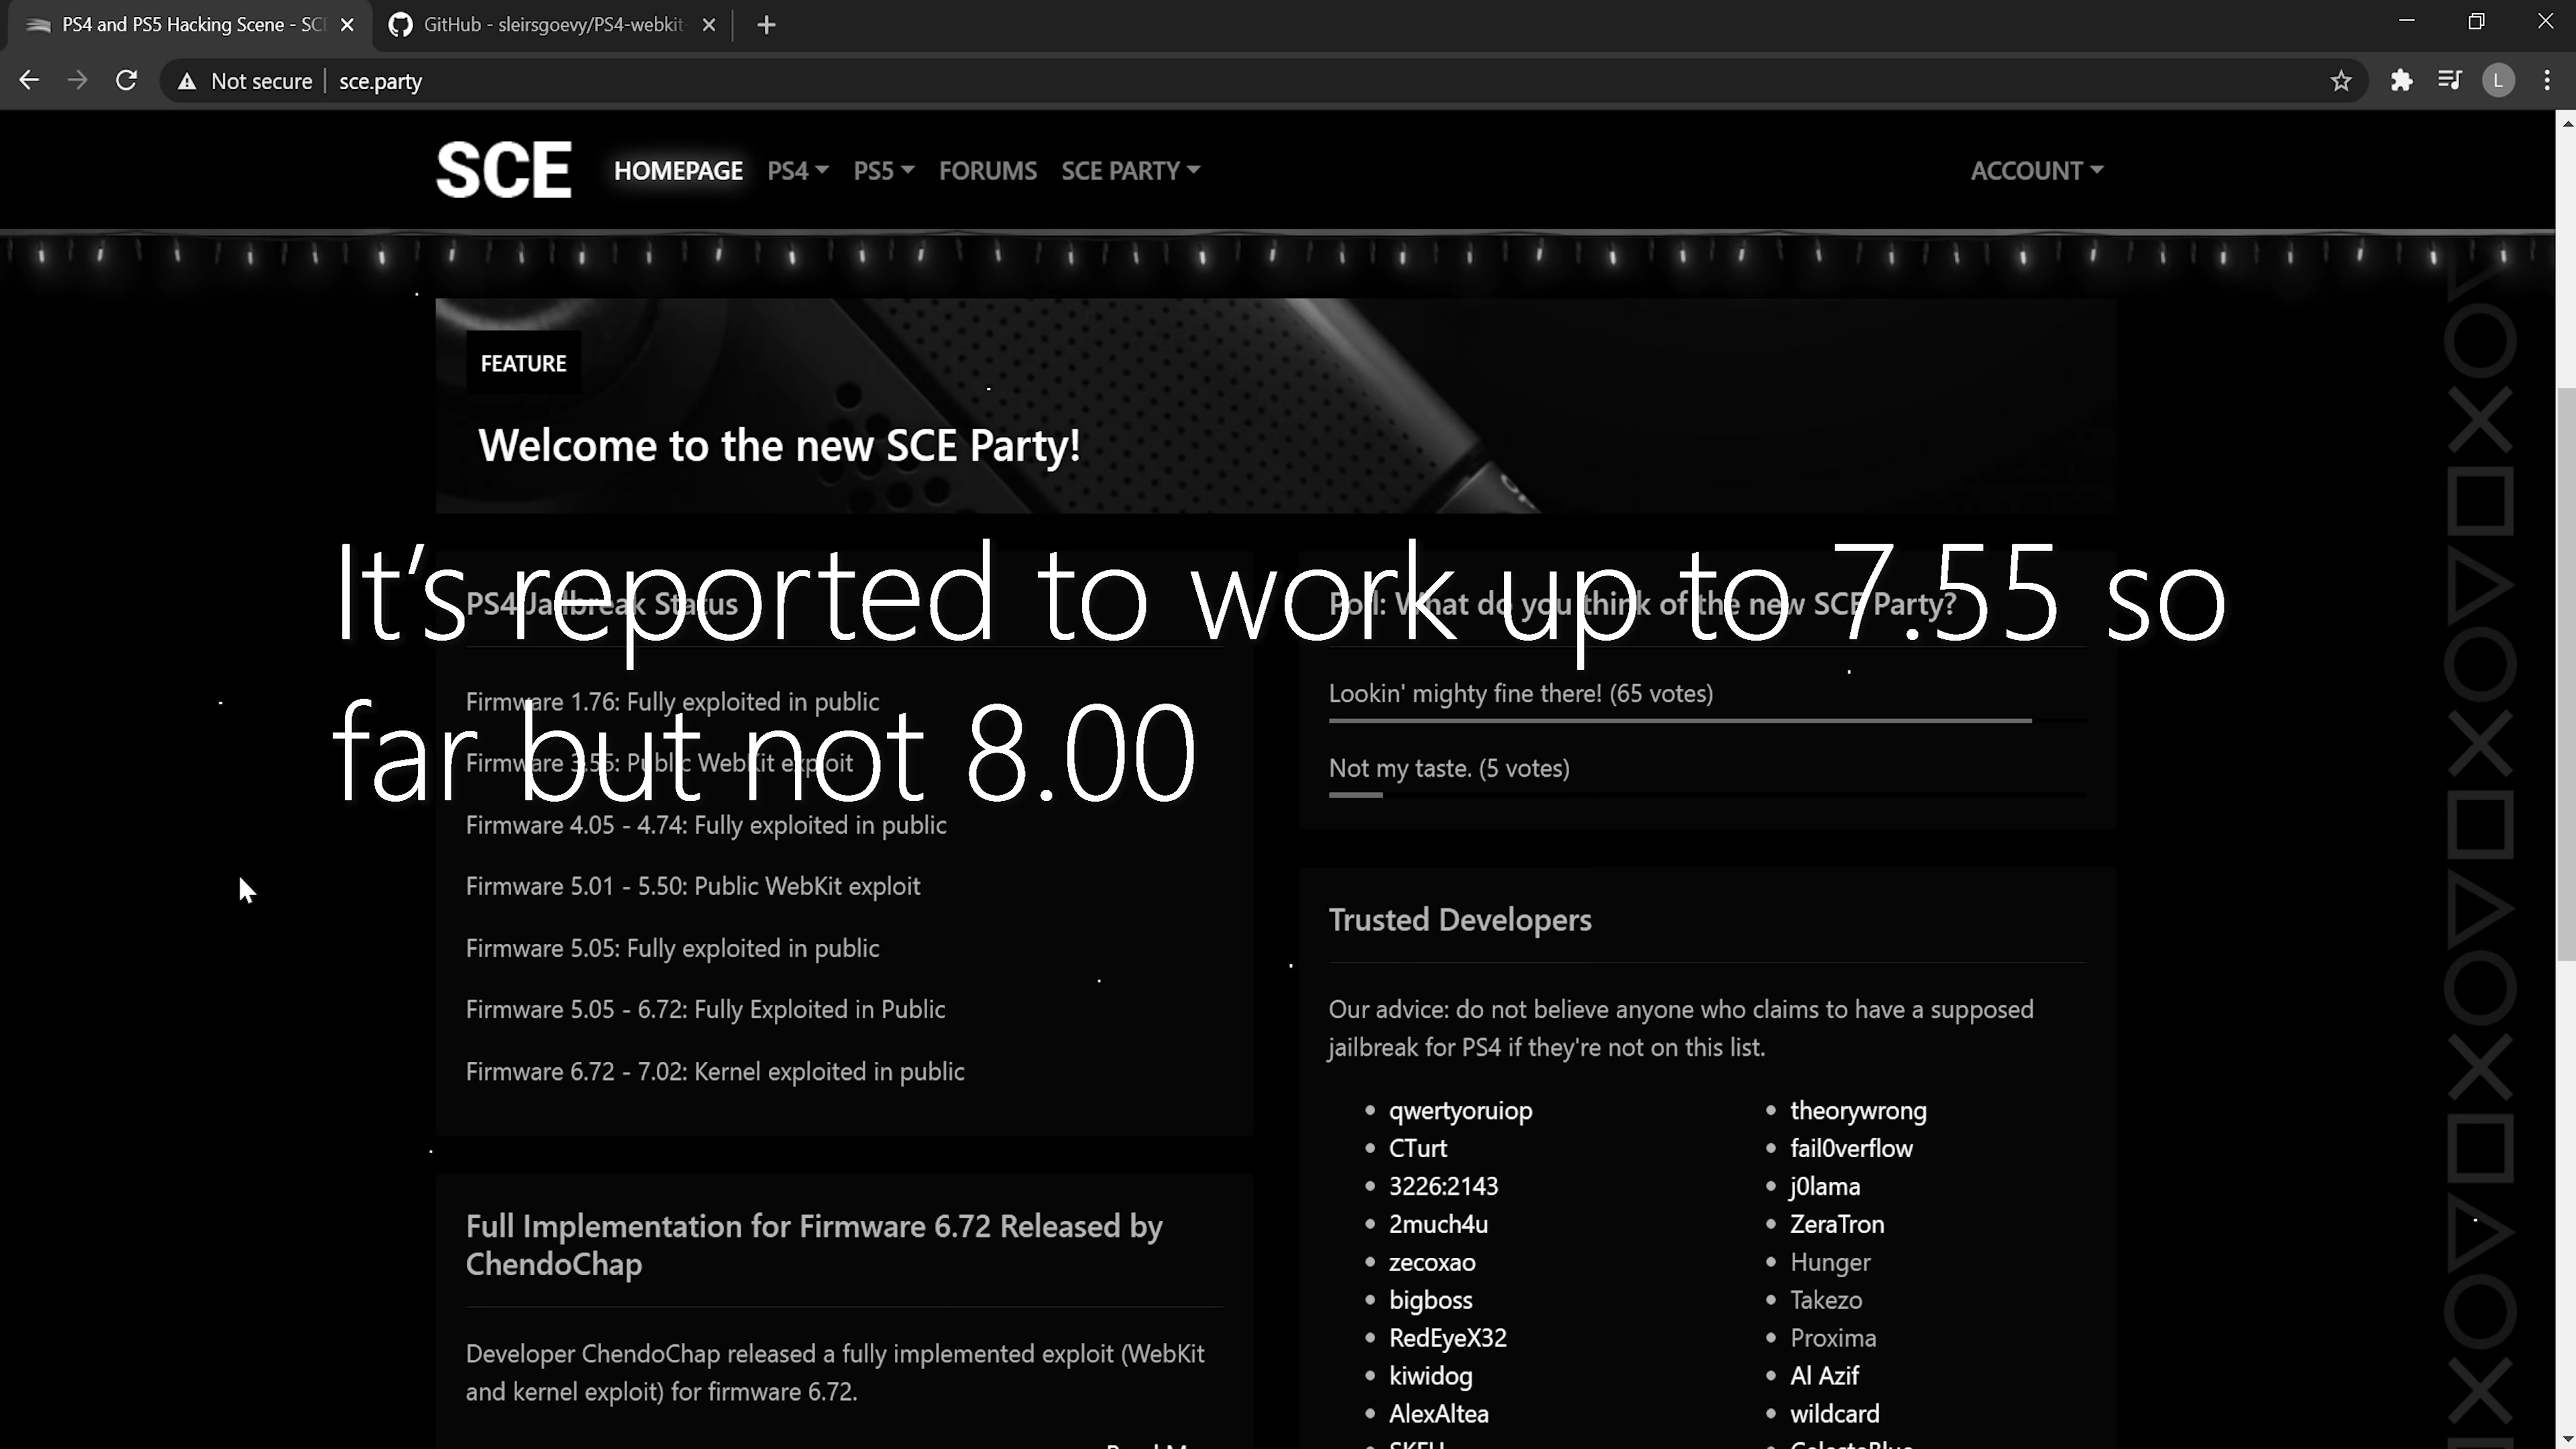 PS4 and PS5 Hacking Scene - SCE
GitHub - sleirsgoevy/PS4-webkit-
Not secure
sce.party
L
SCE
HOMEPAGE
PS4
PS5
FORUMS
SCE PARTY
ACCOUNT
FEATURE
Welcome to the new SCE Party!
It’s reported to work up to 7.55 so
far but not 8.00
PS4 Jailbreak Status
Firmware 1.76: Fully exploited in public
Firmware 3.55: Public WebKit exploit
Firmware 4.05 - 4.74: Fully exploited in public
Firmware 5.01 - 5.50: Public WebKit exploit
Firmware 5.05: Fully exploited in public
Firmware 5.05 - 6.72: Fully Exploited in Public
Firmware 6.72 - 7.02: Kernel exploited in public
Full Implementation for Firmware 6.72 Released by
ChendoChap
Developer ChendoChap released a fully implemented exploit (WebKit
and kernel exploit) for firmware 6.72.
Poll: What do you think of the new SCE Party?
Lookin' mighty fine there! (65 votes)
Not my taste. (5 votes)
Trusted Developers
Our advice: do not believe anyone who claims to have a supposed
jailbreak for PS4 if they're not on this list.
qwertyoruiop
CTurt
3226:2143
2much4u
zecoxao
bigboss
RedEyeX32
kiwidog
AlexAltea
theorywrong
fail0verflow
j0lama
ZeraTron
Hunger
Takezo
Proxima
Al Azif
wildcard